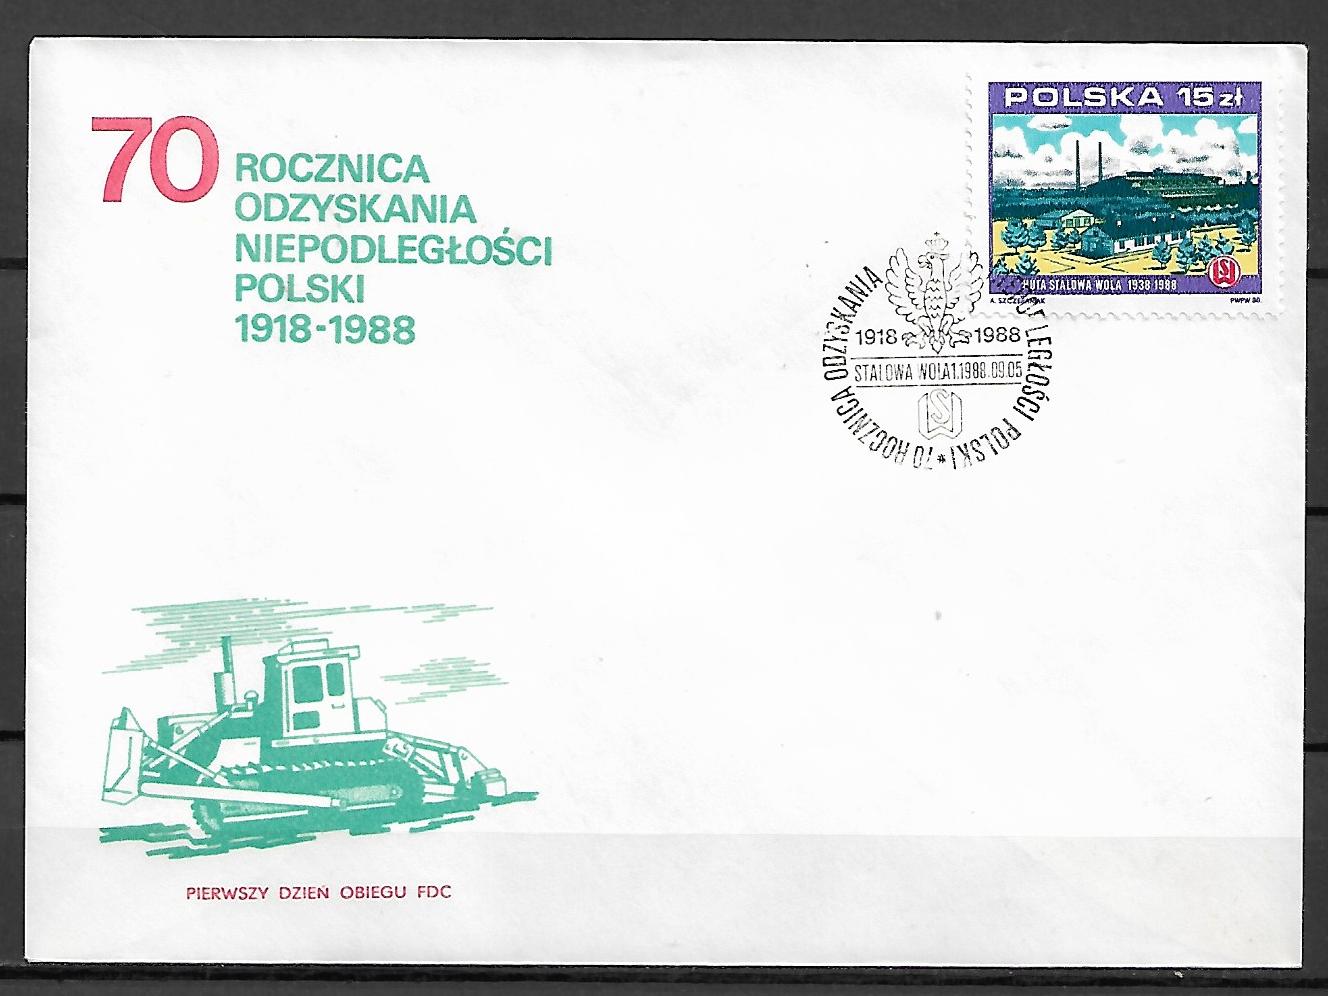 70 ROCZNICA
ODZYSKANIA
NIEPODLEGŁOŚCI
POLSKI
1918-1988
POLSKA 15 zł
HUTA STALOWA WOLA 1938-1988
A. SZCZEPANIAK PWPW 88.
70 ROCZNICA ODZYSKANIA NIEPODLEGŁOŚCI POLSKI *
1918 1988
STALOWA WOLA 1.1988.09.05
PIERWSZY DZIEŃ OBIEGU FDC